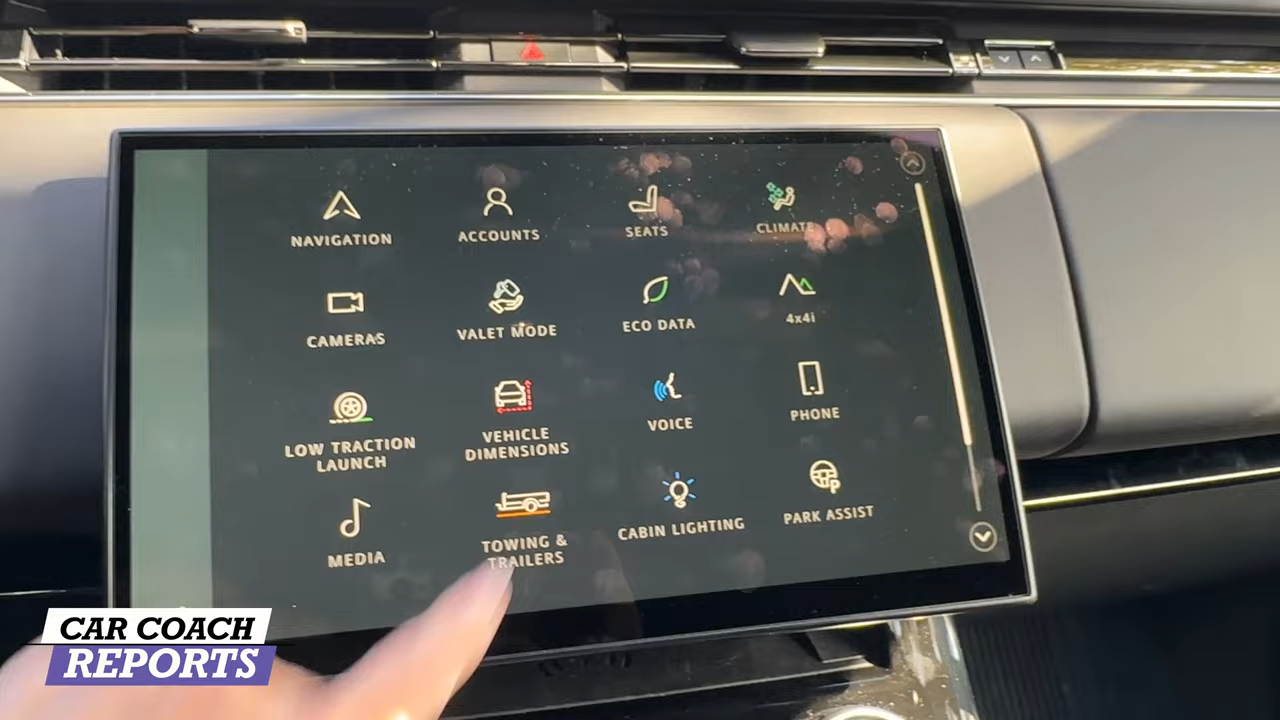 NAVIGATION
ACCOUNTS
SEATS
CLIMATE
CAMERAS
VALET MODE
ECO DATA
4x4i
LOW TRACTION
LAUNCH
VEHICLE
DIMENSIONS
VOICE
PHONE
MEDIA
TOWING &
TRAILERS
CABIN LIGHTING
PARK ASSIST
CAR COACH
REPORTS